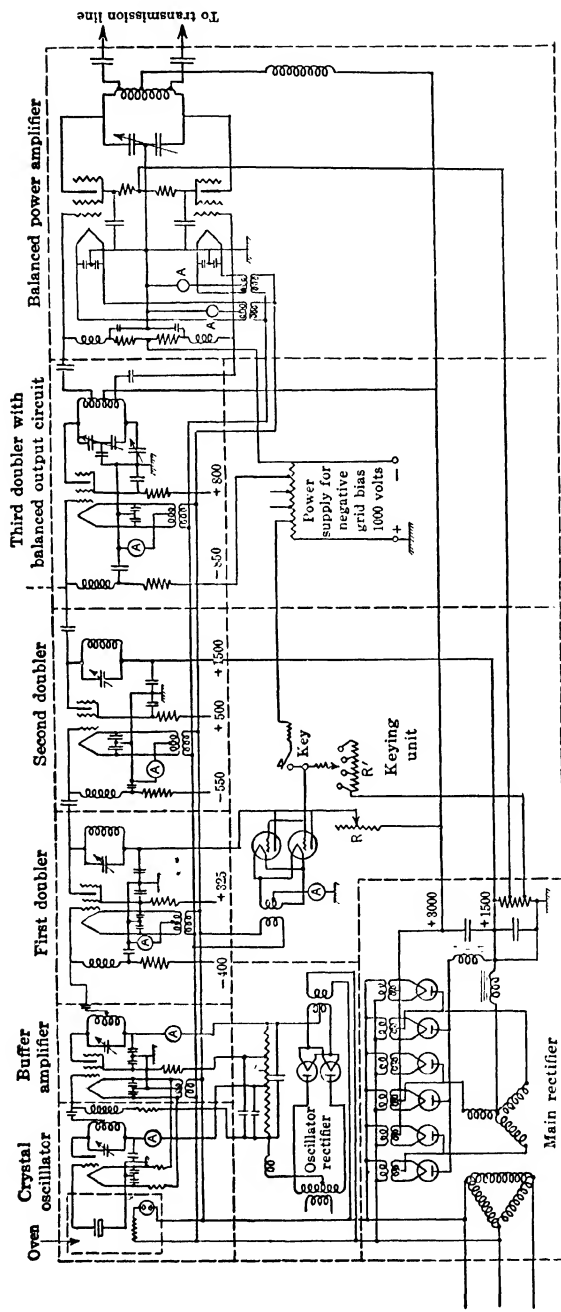 To transmission line
Balanced power amplifier
Third doubler with
balanced output circuit
Second doubler
First doubler
Buffer
amplifier
Crystal
oscilllator
Oven
A
A
A
+800
-850
A
+1500
+500
-550
A
+325
-400
A
A
Power
supply for
negative
grid bias
1000 volts
+
−
Key
R'
Keying
unit
R
A
Oscillator
rectifier
+3000
+1500
Main rectifier